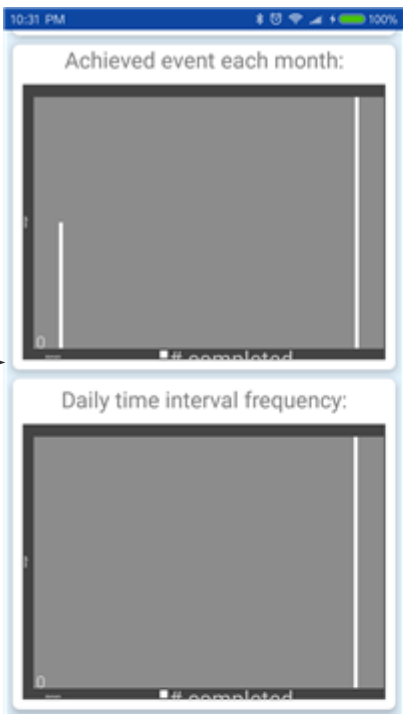 10:31 PM 100%
Achieved event each month:
0
# completed
Daily time interval frequency:
0
# completed